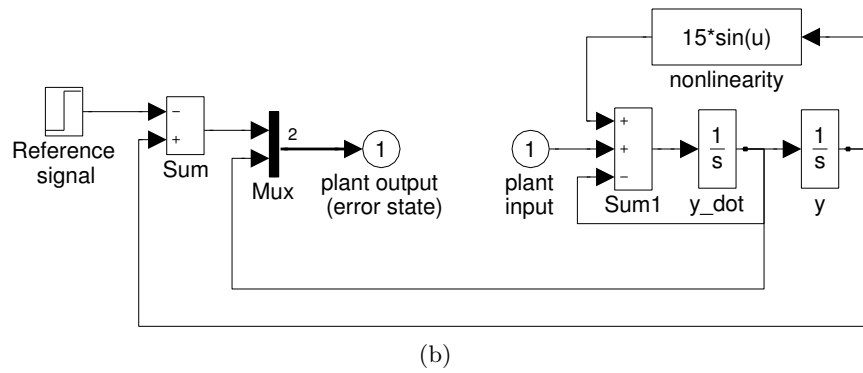 15*sin(u)
nonlinearity
Reference
signal
−
+
Sum
2
Mux
1
plant output
(error state)
1
plant
input
+
+
−
Sum1
1
s
y_dot
1
s
y
(b)